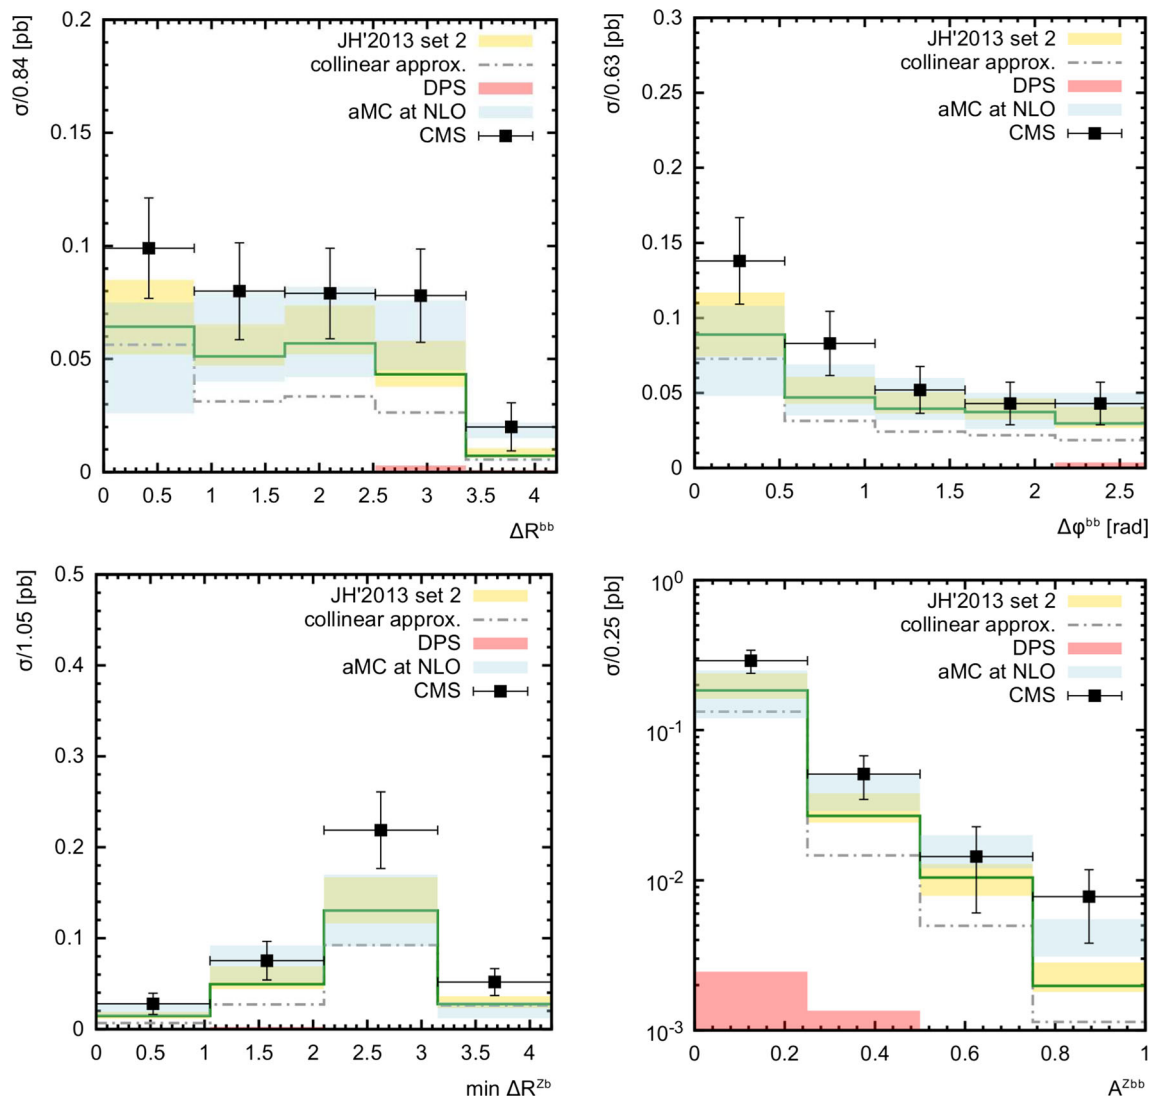 σ/0.84 [pb]
0.2
0.15
0.1
0.05
0
JH'2013 set 2
collinear approx.
DPS
aMC at NLO
CMS
0 0.5 1 1.5 2 2.5 3 3.5 4
ΔRᵇᵇ
σ/0.63 [pb]
0.3
0.25
0.2
0.15
0.1
0.05
0
JH'2013 set 2
collinear approx.
DPS
aMC at NLO
CMS
0 0.5 1 1.5 2 2.5
Δφᵇᵇ [rad]
σ/1.05 [pb]
0.5
0.4
0.3
0.2
0.1
0
JH'2013 set 2
collinear approx.
DPS
aMC at NLO
CMS
0 0.5 1 1.5 2 2.5 3 3.5 4
min ΔR^Zb
σ/0.25 [pb]
10⁰
10⁻¹
10⁻²
10⁻³
JH'2013 set 2
collinear approx.
DPS
aMC at NLO
CMS
0 0.2 0.4 0.6 0.8 1
A^Zbb